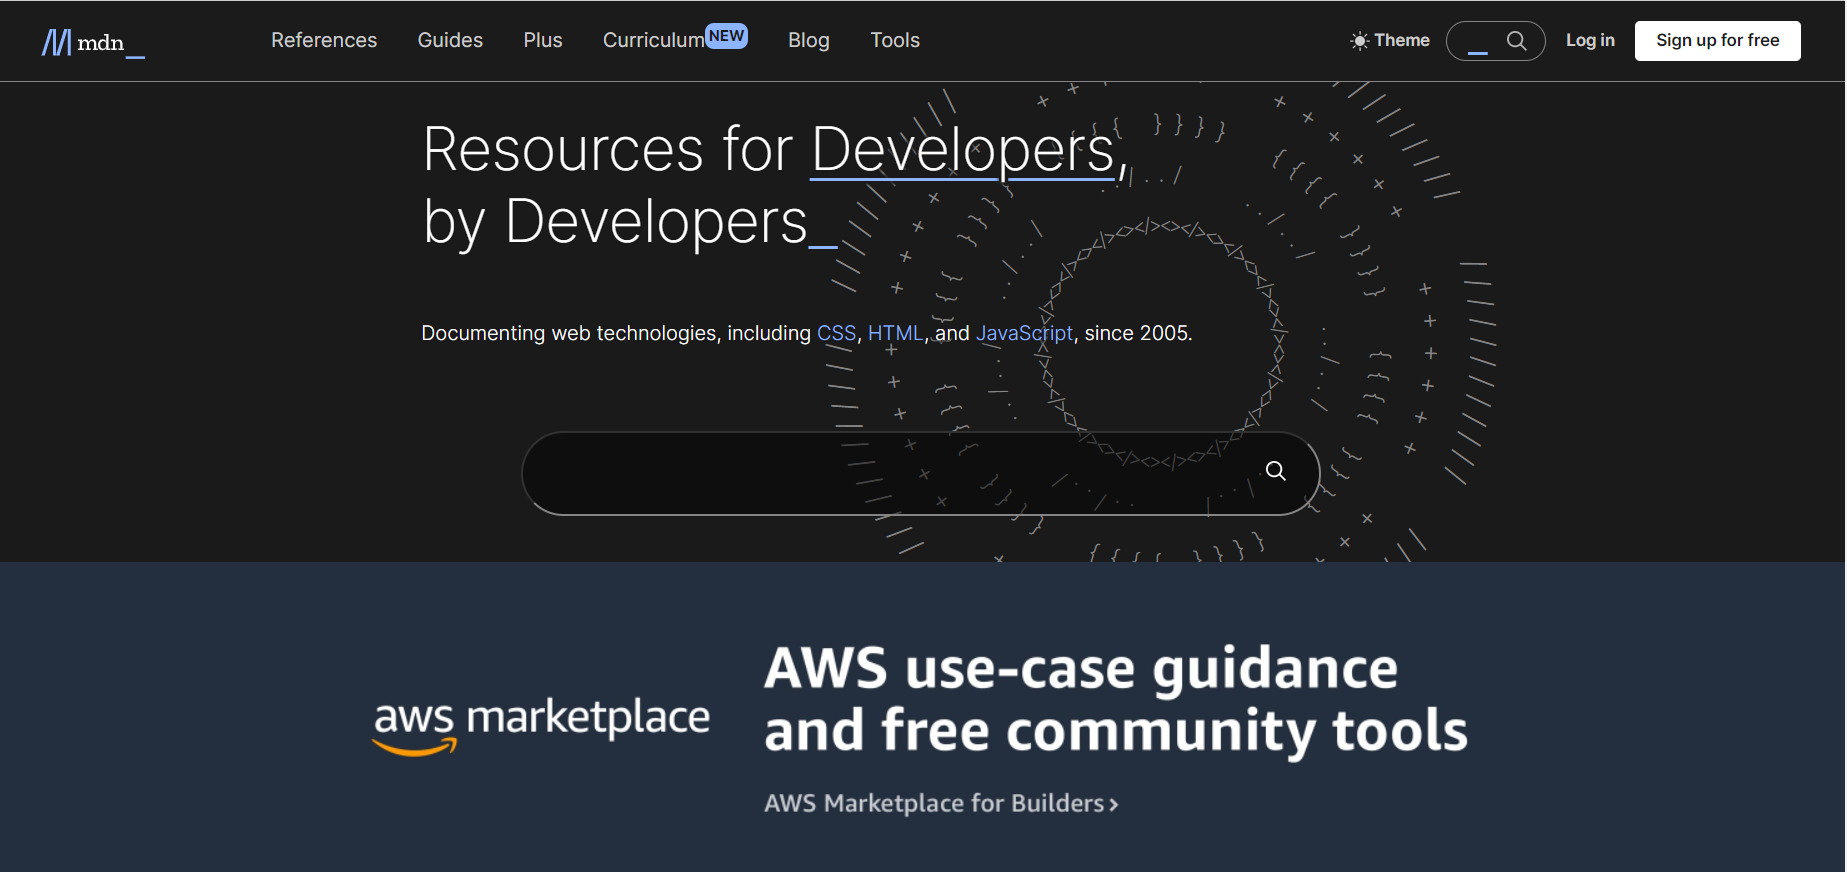 mdn_
References Guides Plus Curriculum NEW Blog Tools
Theme Log in Sign up for free
Resources for Developers,
by Developers_
Documenting web technologies, including CSS, HTML, and JavaScript, since 2005.
aws marketplace
AWS use-case guidance
and free community tools
AWS Marketplace for Builders ›